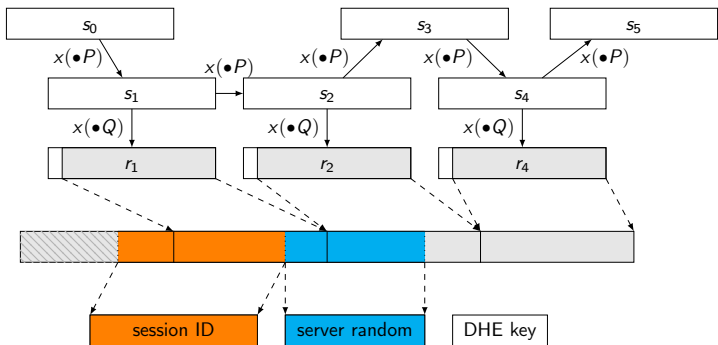 s0
s3
s5
x(•P)
x(•P)
x(•P)
x(•P)
x(•P)
s1
s2
s4
x(•Q)
x(•Q)
x(•Q)
r1
r2
r4
session ID
server random
DHE key